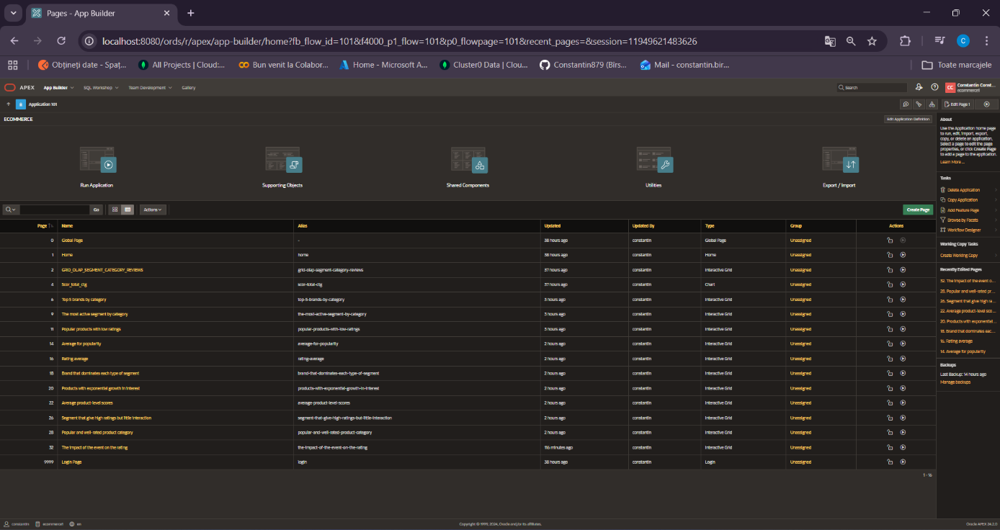 Pages - App Builder
localhost:8080/ords/r/apex/app-builder/home?fb_flow_id=101&f4000_p1_flow=101&p0_flowpage=101&recent_pages=&session=11949621483626
C
Obțineți date - Spaț...
All Projects | Cloud:...
Bun venit la Colabor...
Home - Microsoft A...
Cluster0 Data | Clou...
Constantin879 (Bîrs...
Mail - constantin.bir...
Toate marcajele
APEX App Builder SQL Workshop Team Development Gallery Search CC Constantin Const...
ecommercell
Application 101 Edit Page 1
ECOMMERCE Edit Application Definition
Run Application Supporting Objects Shared Components Utilities Export / Import
Go Actions Create Page
Page Name Alias Updated Updated By Type Group Actions
0 Global Page - 38 hours ago constantin Global Page Unassigned
1 Home home 38 hours ago constantin Home Unassigned
2 GRID_OLAP_SEGMENT_CATEGORY_REVIEWS grid-olap-segment-category-reviews 37 hours ago constantin Interactive Grid Unassigned
4 Scor_total_ctg scor-total-ctg 37 hours ago constantin Chart Unassigned
6 Top 5 brands by category top-5-brands-by-category 3 hours ago constantin Interactive Grid Unassigned
9 The most active segment by category the-most-active-segment-by-category 3 hours ago constantin Interactive Grid Unassigned
11 Popular products with low ratings popular-products-with-low-ratings 3 hours ago constantin Interactive Grid Unassigned
14 Average for popularity average-for-popularity 2 hours ago constantin Interactive Grid Unassigned
16 Rating average rating-average 2 hours ago constantin Interactive Grid Unassigned
18 Brand that dominates each type of segment brand-that-dominates-each-type-of-segment 2 hours ago constantin Interactive Grid Unassigned
20 Products with exponential growth in interest products-with-exponential-growth-in-interest 2 hours ago constantin Interactive Grid Unassigned
22 Average product-level scores average-product-level-scores 2 hours ago constantin Interactive Grid Unassigned
26 Segment that give high ratings but little interaction segment-that-give-high-ratings-but-little-interaction 2 hours ago constantin Interactive Grid Unassigned
28 Popular and well-rated product category popular-and-well-rated-product-category 2 hours ago constantin Interactive Grid Unassigned
32 The impact of the event on the rating the-impact-of-the-event-on-the-rating 116 minutes ago constantin Interactive Grid Unassigned
9999 Login Page login 38 hours ago constantin Login Unassigned
1 - 16
About
Use the Application home page
to run, edit, import, export,
copy, or delete an application.
Select a page to edit the page
properties, or click Create Page
to add a page to the application.
Learn More ...
Tasks
Delete Application
Copy Application
Add Feature Page
Browse by Facets
Workflow Designer
Working Copy Tasks
Create Working Copy
Recently Edited Pages
32. The impact of the event o...
28. Popular and well-rated pr...
26. Segment that give high ra...
22. Average product-level sco...
20. Products with exponential ...
18. Brand that dominates eac...
16. Rating average
14. Average for popularity
Backups
Last Backup: 14 hours ago
Manage backups
constantin ecommercell en
Copyright © 1999, 2024, Oracle and/or its affiliates.
Oracle APEX 24.2.0